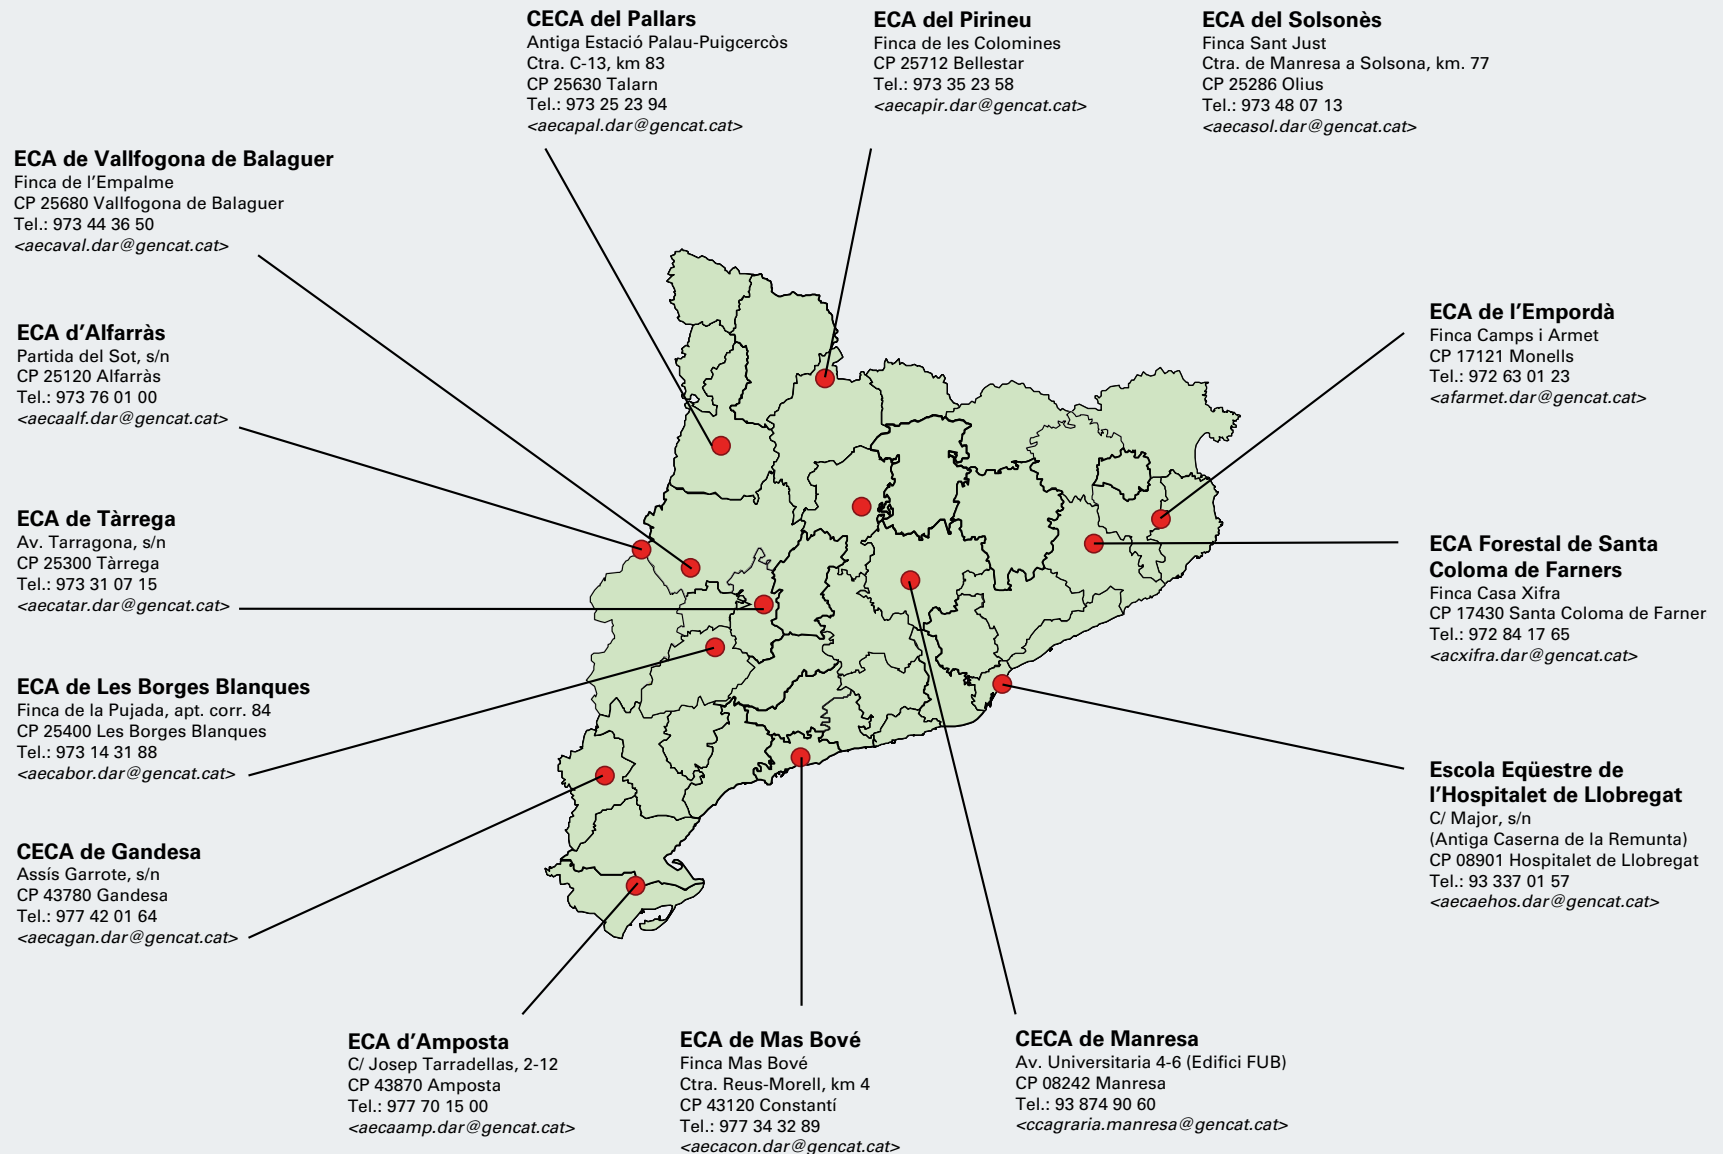 CECA del Pallars
Antiga Estació Palau-Puigcercòs
Ctra. C-13, km 83
CP 25630 Talarn
Tel.: 973 25 23 94
<aecapal.dar@gencat.cat>
ECA del Pirineu
Finca de les Colomines
CP 25712 Bellestar
Tel.: 973 35 23 58
<aecapir.dar@gencat.cat>
ECA del Solsonès
Finca Sant Just
Ctra. de Manresa a Solsona, km. 77
CP 25286 Olius
Tel.: 973 48 07 13
<aecasol.dar@gencat.cat>
ECA de Vallfogona de Balaguer
Finca de l’Empalme
CP 25680 Vallfogona de Balaguer
Tel.: 973 44 36 50
<aecaval.dar@gencat.cat>
ECA d’Alfarràs
Partida del Sot, s/n
CP 25120 Alfarràs
Tel.: 973 76 01 00
<aecaalf.dar@gencat.cat>
ECA de Tàrrega
Av. Tarragona, s/n
CP 25300 Tàrrega
Tel.: 973 31 07 15
<aecatar.dar@gencat.cat>
ECA de Les Borges Blanques
Finca de la Pujada, apt. corr. 84
CP 25400 Les Borges Blanques
Tel.: 973 14 31 88
<aecabor.dar@gencat.cat>
CECA de Gandesa
Assís Garrote, s/n
CP 43780 Gandesa
Tel.: 977 42 01 64
<aecagan.dar@gencat.cat>
ECA de l’Empordà
Finca Camps i Armet
CP 17121 Monells
Tel.: 972 63 01 23
<afarmet.dar@gencat.cat>
ECA Forestal de Santa
Coloma de Farners
Finca Casa Xifra
CP 17430 Santa Coloma de Farner
Tel.: 972 84 17 65
<acxifra.dar@gencat.cat>
Escola Eqüestre de
l’Hospitalet de Llobregat
C/ Major, s/n
(Antiga Caserna de la Remunta)
CP 08901 Hospitalet de Llobregat
Tel.: 93 337 01 57
<aecaehos.dar@gencat.cat>
ECA d’Amposta
C/ Josep Tarradellas, 2-12
CP 43870 Amposta
Tel.: 977 70 15 00
<aecaamp.dar@gencat.cat>
ECA de Mas Bové
Finca Mas Bové
Ctra. Reus-Morell, km 4
CP 43120 Constantí
Tel.: 977 34 32 89
<aecacon.dar@gencat.cat>
CECA de Manresa
Av. Universitaria 4-6 (Edifici FUB)
CP 08242 Manresa
Tel.: 93 874 90 60
<ccagraria.manresa@gencat.cat>